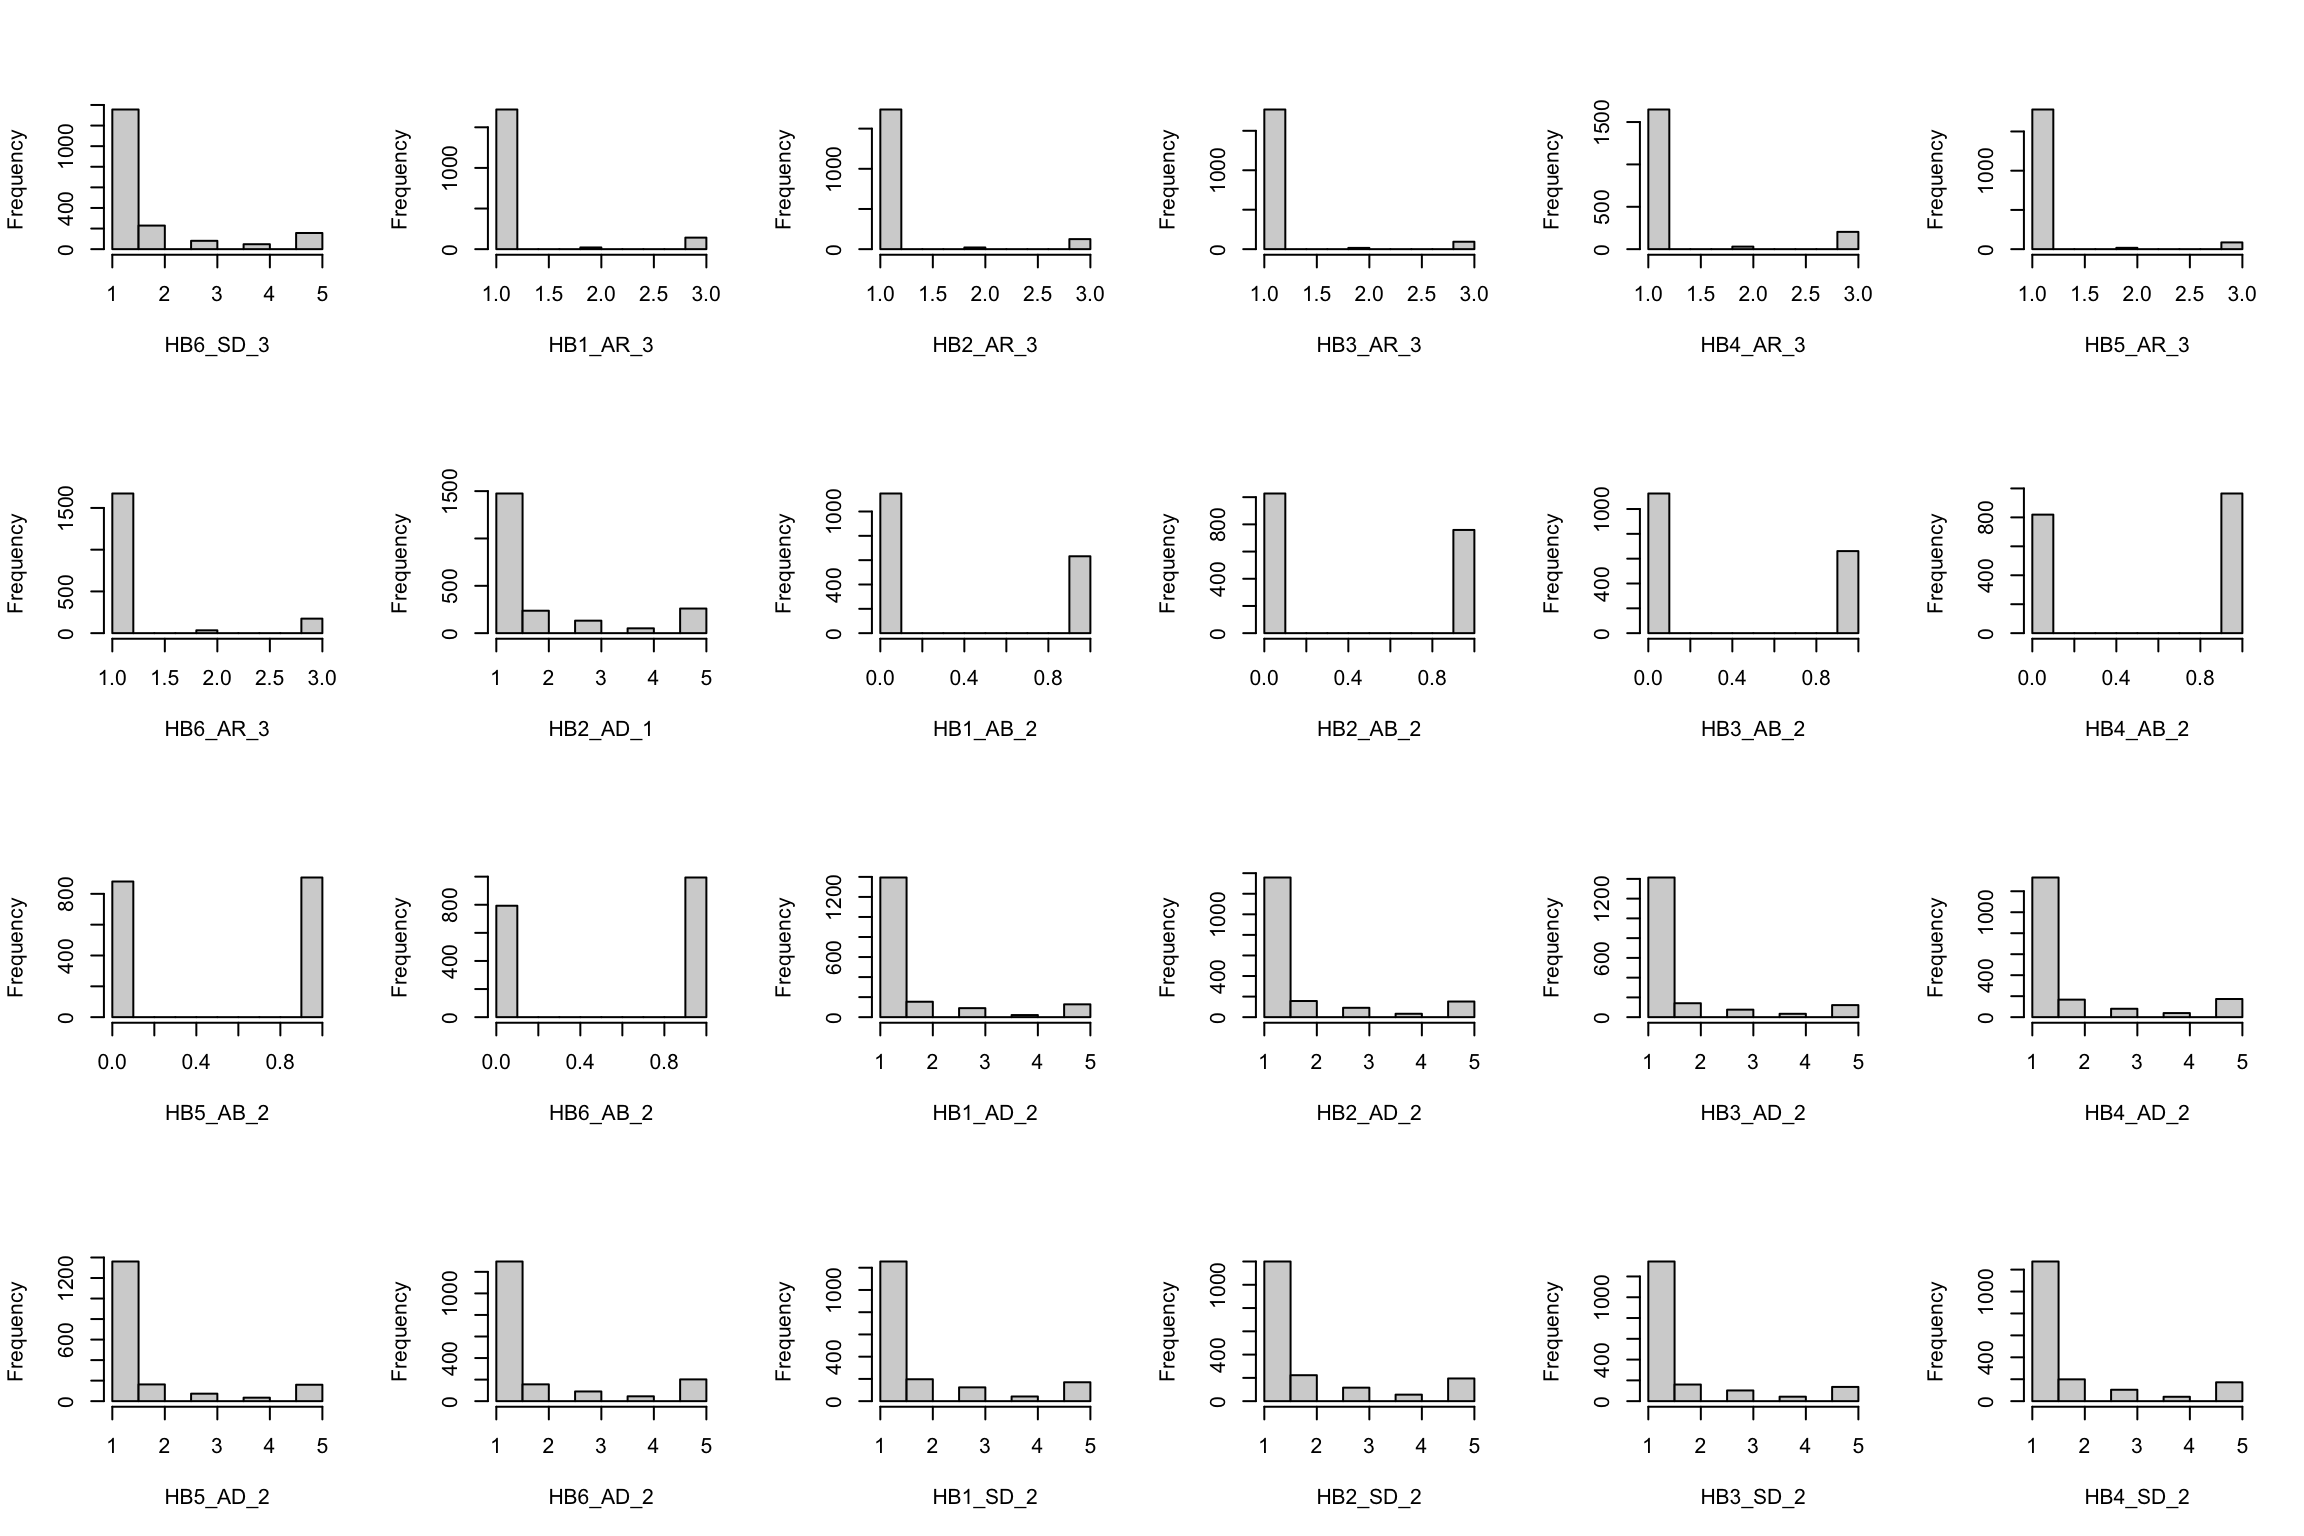 Frequency
0 400 1000
1 2 3 4 5
HB6_SD_3
Frequency
0 1000
1.0 1.5 2.0 2.5 3.0
HB1_AR_3
Frequency
0 1000
1.0 1.5 2.0 2.5 3.0
HB2_AR_3
Frequency
0 1000
1.0 1.5 2.0 2.5 3.0
HB3_AR_3
Frequency
0 500 1500
1.0 1.5 2.0 2.5 3.0
HB4_AR_3
Frequency
0 1000
1.0 1.5 2.0 2.5 3.0
HB5_AR_3
Frequency
0 500 1500
1.0 1.5 2.0 2.5 3.0
HB6_AR_3
Frequency
0 500 1500
1 2 3 4 5
HB2_AD_1
Frequency
0 400 1000
0.0 0.4 0.8
HB1_AB_2
Frequency
0 400 800
0.0 0.4 0.8
HB2_AB_2
Frequency
0 400 1000
0.0 0.4 0.8
HB3_AB_2
Frequency
0 400 800
0.0 0.4 0.8
HB4_AB_2
Frequency
0 400 800
0.0 0.4 0.8
HB5_AB_2
Frequency
0 400 800
0.0 0.4 0.8
HB6_AB_2
Frequency
0 600 1200
1 2 3 4 5
HB1_AD_2
Frequency
0 400 1000
1 2 3 4 5
HB2_AD_2
Frequency
0 600 1200
1 2 3 4 5
HB3_AD_2
Frequency
0 400 1000
1 2 3 4 5
HB4_AD_2
Frequency
0 600 1200
1 2 3 4 5
HB5_AD_2
Frequency
0 400 1000
1 2 3 4 5
HB6_AD_2
Frequency
0 400 1000
1 2 3 4 5
HB1_SD_2
Frequency
0 400 1000
1 2 3 4 5
HB2_SD_2
Frequency
0 400 1000
1 2 3 4 5
HB3_SD_2
Frequency
0 400 1000
1 2 3 4 5
HB4_SD_2